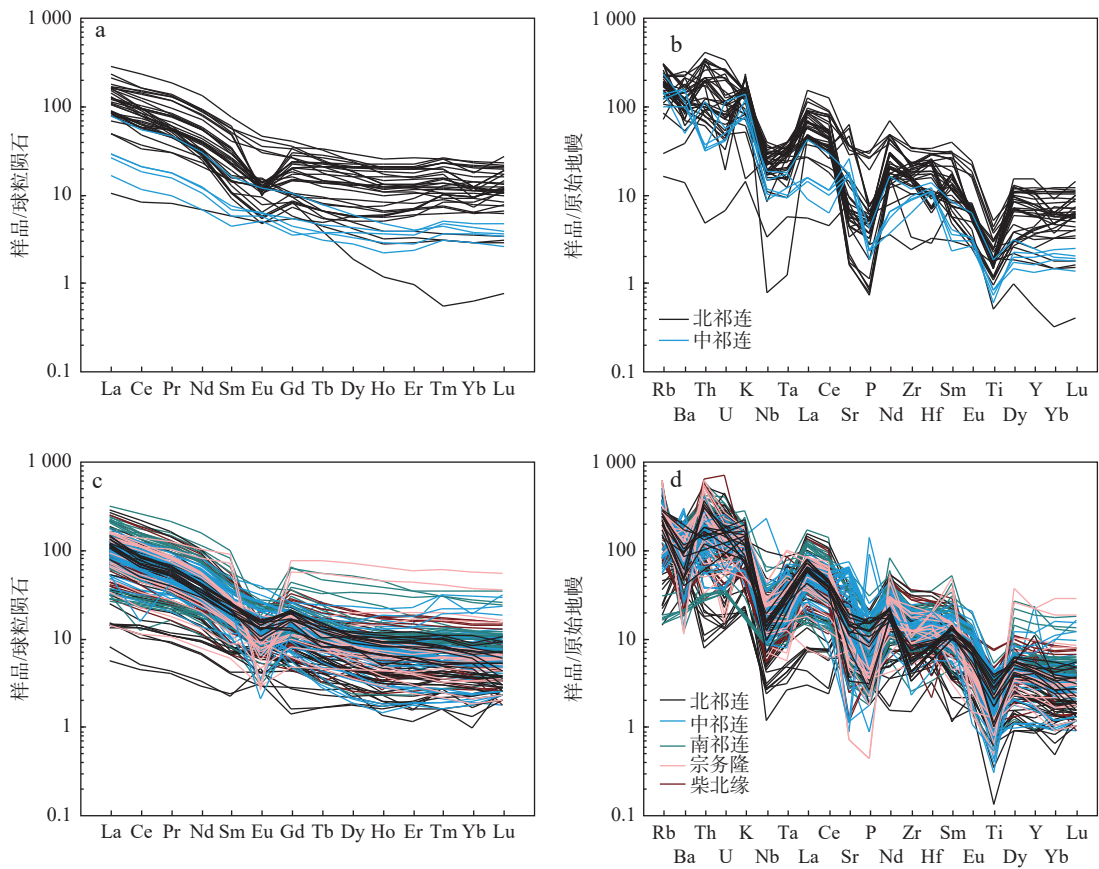 a
样品/球粒陨石
1 000
100
10
1
0.1
La Ce Pr Nd Sm Eu Gd Tb Dy Ho Er Tm Yb Lu
b
样品/原始地幔
1 000
100
10
1
0.1
北祁连
中祁连
Rb Th K Ta Ce P Zr Sm Ti Y Lu
Ba U Nb La Sr Nd Hf Eu Dy Yb
c
样品/球粒陨石
1 000
100
10
1
0.1
La Ce Pr Nd Sm Eu Gd Tb Dy Ho Er Tm Yb Lu
d
样品/原始地幔
1 000
100
10
1
0.1
北祁连
中祁连
南祁连
宗务隆
柴北缘
Rb Th K Ta Ce P Zr Sm Ti Y Lu
Ba U Nb La Sr Nd Hf Eu Dy Yb